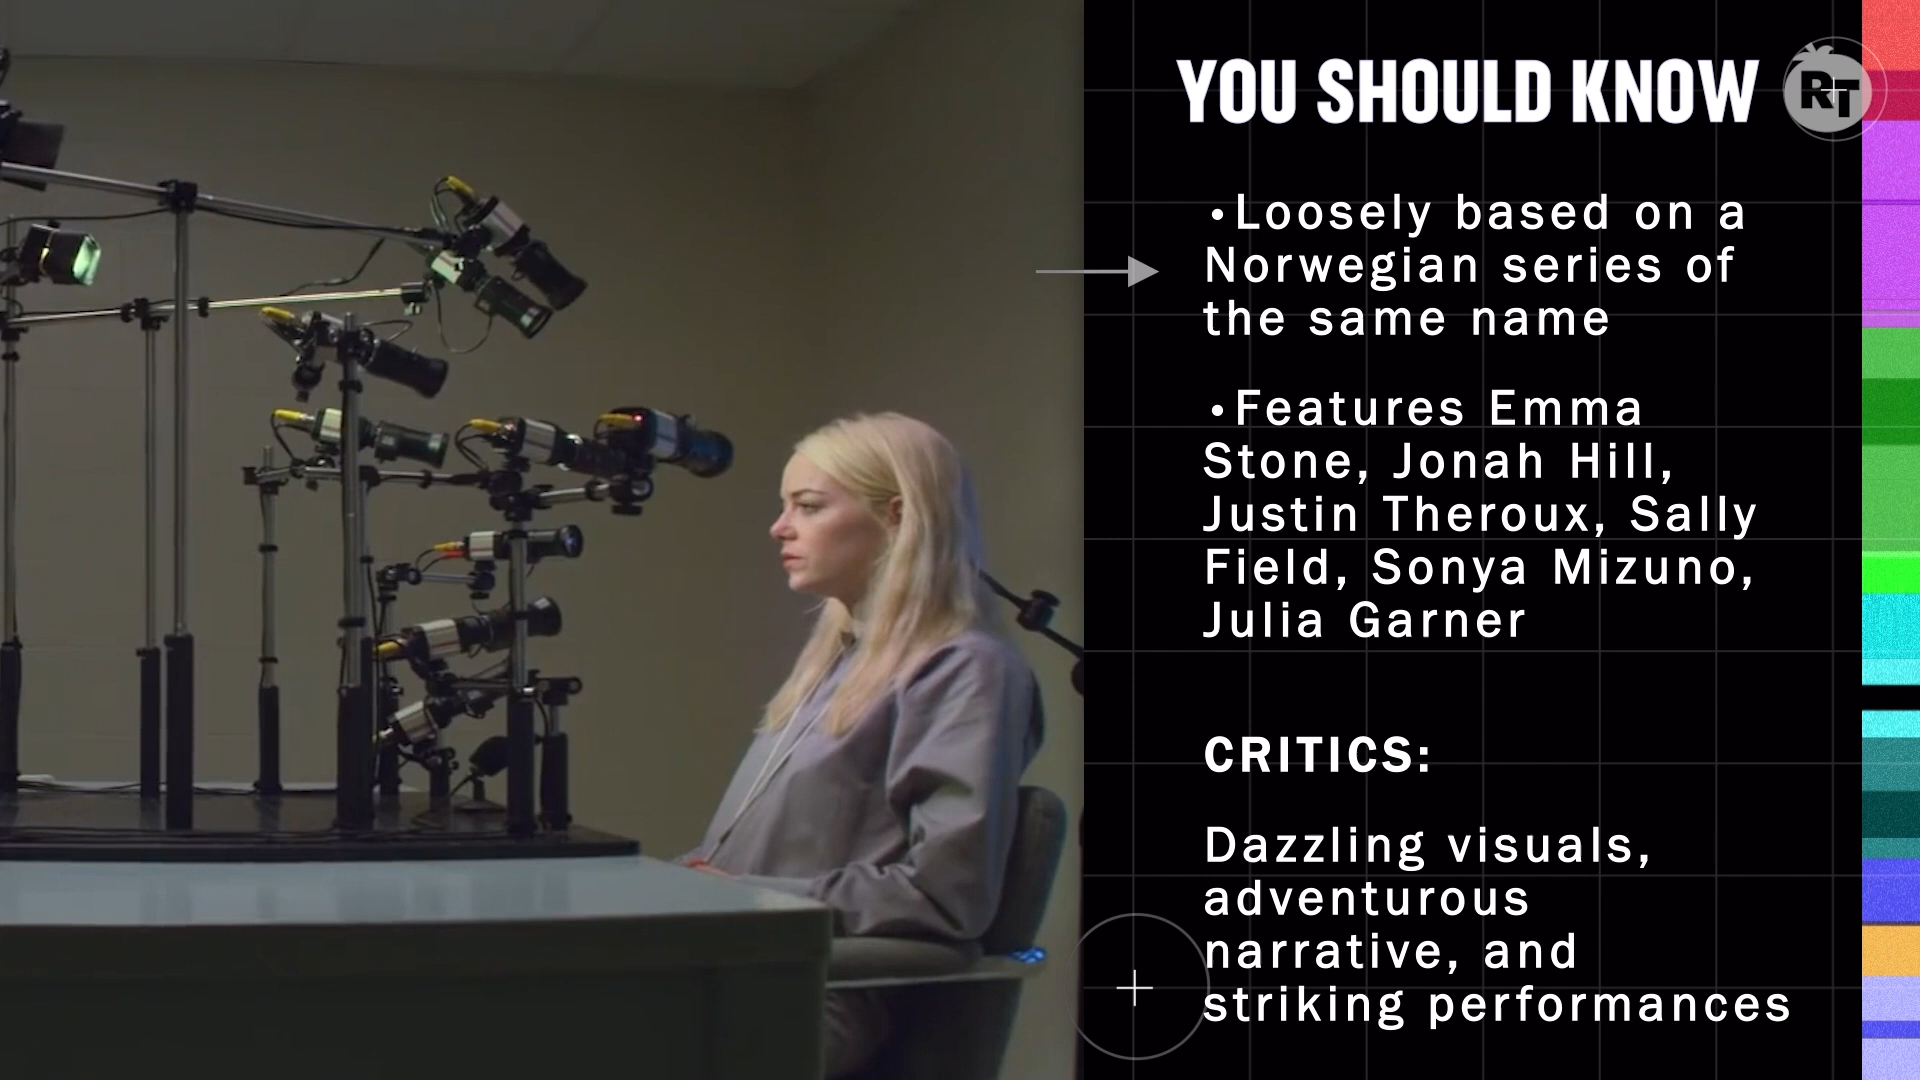 YOU SHOULD KNOW
RT
•Loosely based on a
Norwegian series of
the same name
•Features Emma
Stone, Jonah Hill,
Justin Theroux, Sally
Field, Sonya Mizuno,
Julia Garner
CRITICS:
Dazzling visuals,
adventurous
narrative, and
striking performances